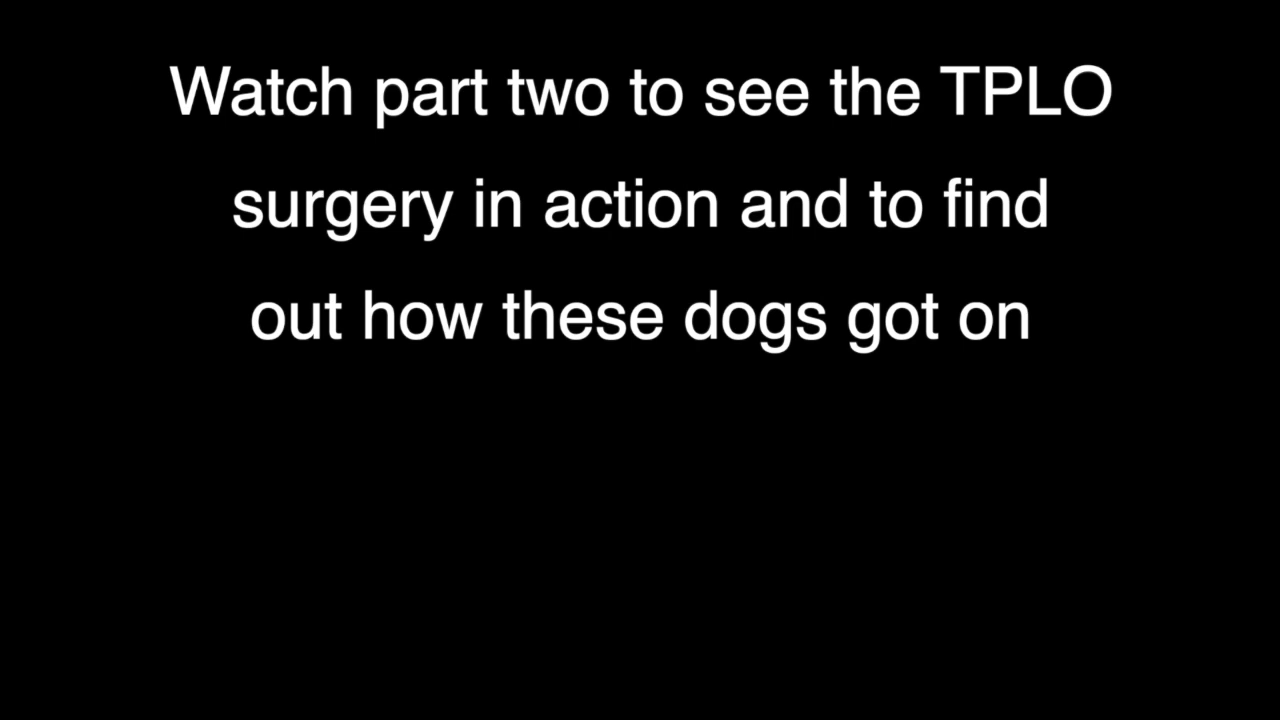 Watch part two to see the TPLO
surgery in action and to find
out how these dogs got on